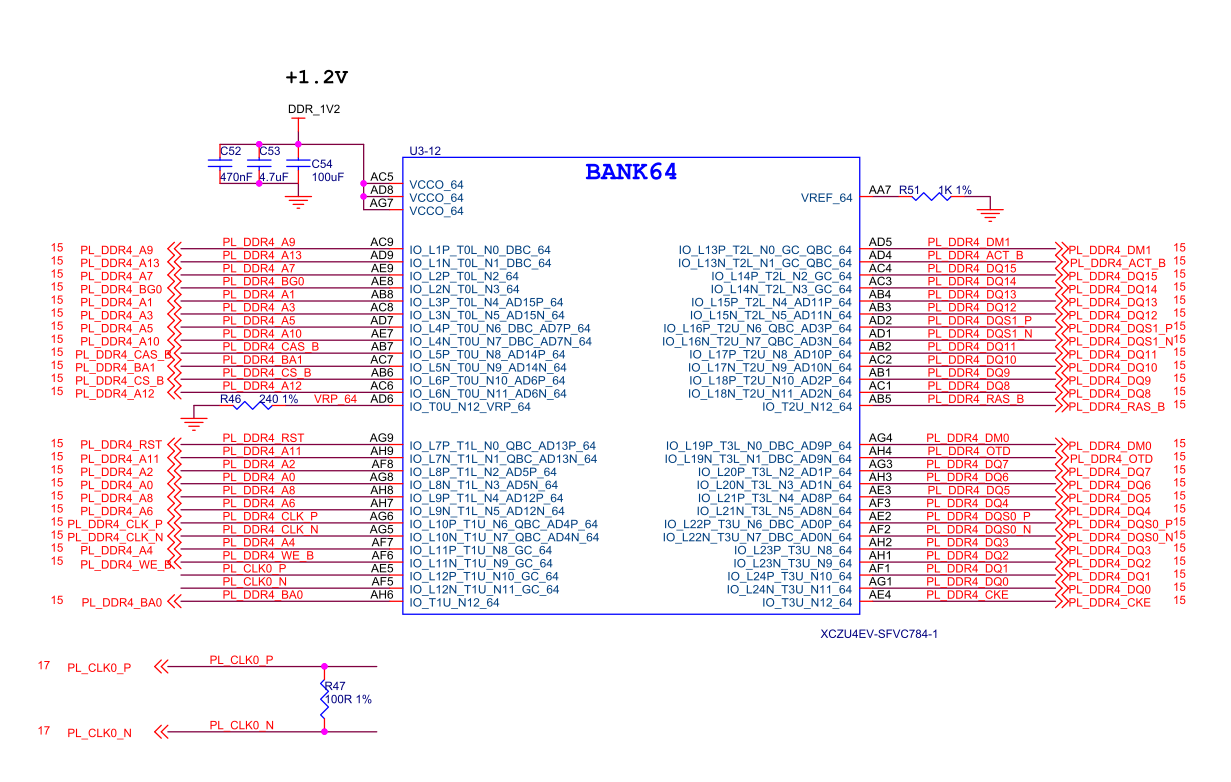 +1.2V
DDR_1V2
C52 C53 C54
470nF 4.7uF 100uF
U3-12
BANK64
AC5 VCCO_64
AD8 VCCO_64
AG7 VCCO_64
VREF_64 AA7 R51 1K 1%
15 PL_DDR4_A9 PL_DDR4_A9 AC9 IO_L1P_T0L_N0_DBC_64 IO_L13P_T2L_N0_GC_QBC_64 AD5 PL_DDR4_DM1 PL_DDR4_DM1 15
15 PL_DDR4_A13 PL_DDR4_A13 AD9 IO_L1N_T0L_N1_DBC_64 IO_L13N_T2L_N1_GC_QBC_64 AD4 PL_DDR4_ACT_B PL_DDR4_ACT_B 15
15 PL_DDR4_A7 PL_DDR4_A7 AE9 IO_L2P_T0L_N2_64 IO_L14P_T2L_N2_GC_64 AC4 PL_DDR4_DQ15 PL_DDR4_DQ15 15
15 PL_DDR4_BG0 PL_DDR4_BG0 AE8 IO_L2N_T0L_N3_64 IO_L14N_T2L_N3_GC_64 AC3 PL_DDR4_DQ14 PL_DDR4_DQ14 15
15 PL_DDR4_A1 PL_DDR4_A1 AB8 IO_L3P_T0L_N4_AD15P_64 IO_L15P_T2L_N4_AD11P_64 AB4 PL_DDR4_DQ13 PL_DDR4_DQ13 15
15 PL_DDR4_A3 PL_DDR4_A3 AC8 IO_L3N_T0L_N5_AD15N_64 IO_L15N_T2L_N5_AD11N_64 AB3 PL_DDR4_DQ12 PL_DDR4_DQ12 15
15 PL_DDR4_A5 PL_DDR4_A5 AD7 IO_L4P_T0U_N6_DBC_AD7P_64 IO_L16P_T2U_N6_QBC_AD3P_64 AD2 PL_DDR4_DQS1_P PL_DDR4_DQS1_P 15
15 PL_DDR4_A10 PL_DDR4_A10 AE7 IO_L4N_T0U_N7_DBC_AD7N_64 IO_L16N_T2U_N7_QBC_AD3N_64 AD1 PL_DDR4_DQS1_N PL_DDR4_DQS1_N 15
15 PL_DDR4_CAS_B PL_DDR4_CAS_B AB7 IO_L5P_T0U_N8_AD14P_64 IO_L17P_T2U_N8_AD10P_64 AB2 PL_DDR4_DQ11 PL_DDR4_DQ11 15
15 PL_DDR4_BA1 PL_DDR4_BA1 AC7 IO_L5N_T0U_N9_AD14N_64 IO_L17N_T2U_N9_AD10N_64 AC2 PL_DDR4_DQ10 PL_DDR4_DQ10 15
15 PL_DDR4_CS_B PL_DDR4_CS_B AB6 IO_L6P_T0U_N10_AD6P_64 IO_L18P_T2U_N10_AD2P_64 AB1 PL_DDR4_DQ9 PL_DDR4_DQ9 15
15 PL_DDR4_A12 PL_DDR4_A12 AC6 IO_L6N_T0U_N11_AD6N_64 IO_L18N_T2U_N11_AD2N_64 AC1 PL_DDR4_DQ8 PL_DDR4_DQ8 15
R46 240 1% VRP_64 AD6 IO_T0U_N12_VRP_64 IO_T2U_N12_64 AB5 PL_DDR4_RAS_B PL_DDR4_RAS_B 15
15 PL_DDR4_RST PL_DDR4_RST AG9 IO_L7P_T1L_N0_QBC_AD13P_64 IO_L19P_T3L_N0_DBC_AD9P_64 AG4 PL_DDR4_DM0 PL_DDR4_DM0 15
15 PL_DDR4_A11 PL_DDR4_A11 AH9 IO_L7N_T1L_N1_QBC_AD13N_64 IO_L19N_T3L_N1_DBC_AD9N_64 AH4 PL_DDR4_OTD PL_DDR4_OTD 15
15 PL_DDR4_A2 PL_DDR4_A2 AF8 IO_L8P_T1L_N2_AD5P_64 IO_L20P_T3L_N2_AD1P_64 AG3 PL_DDR4_DQ7 PL_DDR4_DQ7 15
15 PL_DDR4_A0 PL_DDR4_A0 AG8 IO_L8N_T1L_N3_AD5N_64 IO_L20N_T3L_N3_AD1N_64 AH3 PL_DDR4_DQ6 PL_DDR4_DQ6 15
15 PL_DDR4_A8 PL_DDR4_A8 AH8 IO_L9P_T1L_N4_AD12P_64 IO_L21P_T3L_N4_AD8P_64 AE3 PL_DDR4_DQ5 PL_DDR4_DQ5 15
15 PL_DDR4_A6 PL_DDR4_A6 AH7 IO_L9N_T1L_N5_AD12N_64 IO_L21N_T3L_N5_AD8N_64 AF3 PL_DDR4_DQ4 PL_DDR4_DQ4 15
15 PL_DDR4_CLK_P PL_DDR4_CLK_P AG6 IO_L10P_T1U_N6_QBC_AD4P_64 IO_L22P_T3U_N6_DBC_AD0P_64 AE2 PL_DDR4_DQS0_P PL_DDR4_DQS0_P 15
15 PL_DDR4_CLK_N PL_DDR4_CLK_N AG5 IO_L10N_T1U_N7_QBC_AD4N_64 IO_L22N_T3U_N7_DBC_AD0N_64 AF2 PL_DDR4_DQS0_N PL_DDR4_DQS0_N 15
15 PL_DDR4_A4 PL_DDR4_A4 AF7 IO_L11P_T1U_N8_GC_64 IO_L23P_T3U_N8_64 AH2 PL_DDR4_DQ3 PL_DDR4_DQ3 15
15 PL_DDR4_WE_B PL_DDR4_WE_B AF6 IO_L11N_T1U_N9_GC_64 IO_L23N_T3U_N9_64 AH1 PL_DDR4_DQ2 PL_DDR4_DQ2 15
PL_CLK0_P AE5 IO_L12P_T1U_N10_GC_64 IO_L24P_T3U_N10_64 AF1 PL_DDR4_DQ1 PL_DDR4_DQ1 15
PL_CLK0_N AF5 IO_L12N_T1U_N11_GC_64 IO_L24N_T3U_N11_64 AG1 PL_DDR4_DQ0 PL_DDR4_DQ0 15
15 PL_DDR4_BA0 PL_DDR4_BA0 AH6 IO_T1U_N12_64 IO_T3U_N12_64 AE4 PL_DDR4_CKE PL_DDR4_CKE 15
XCZU4EV-SFVC784-1
17 PL_CLK0_P PL_CLK0_P
R47
100R 1%
17 PL_CLK0_N PL_CLK0_N